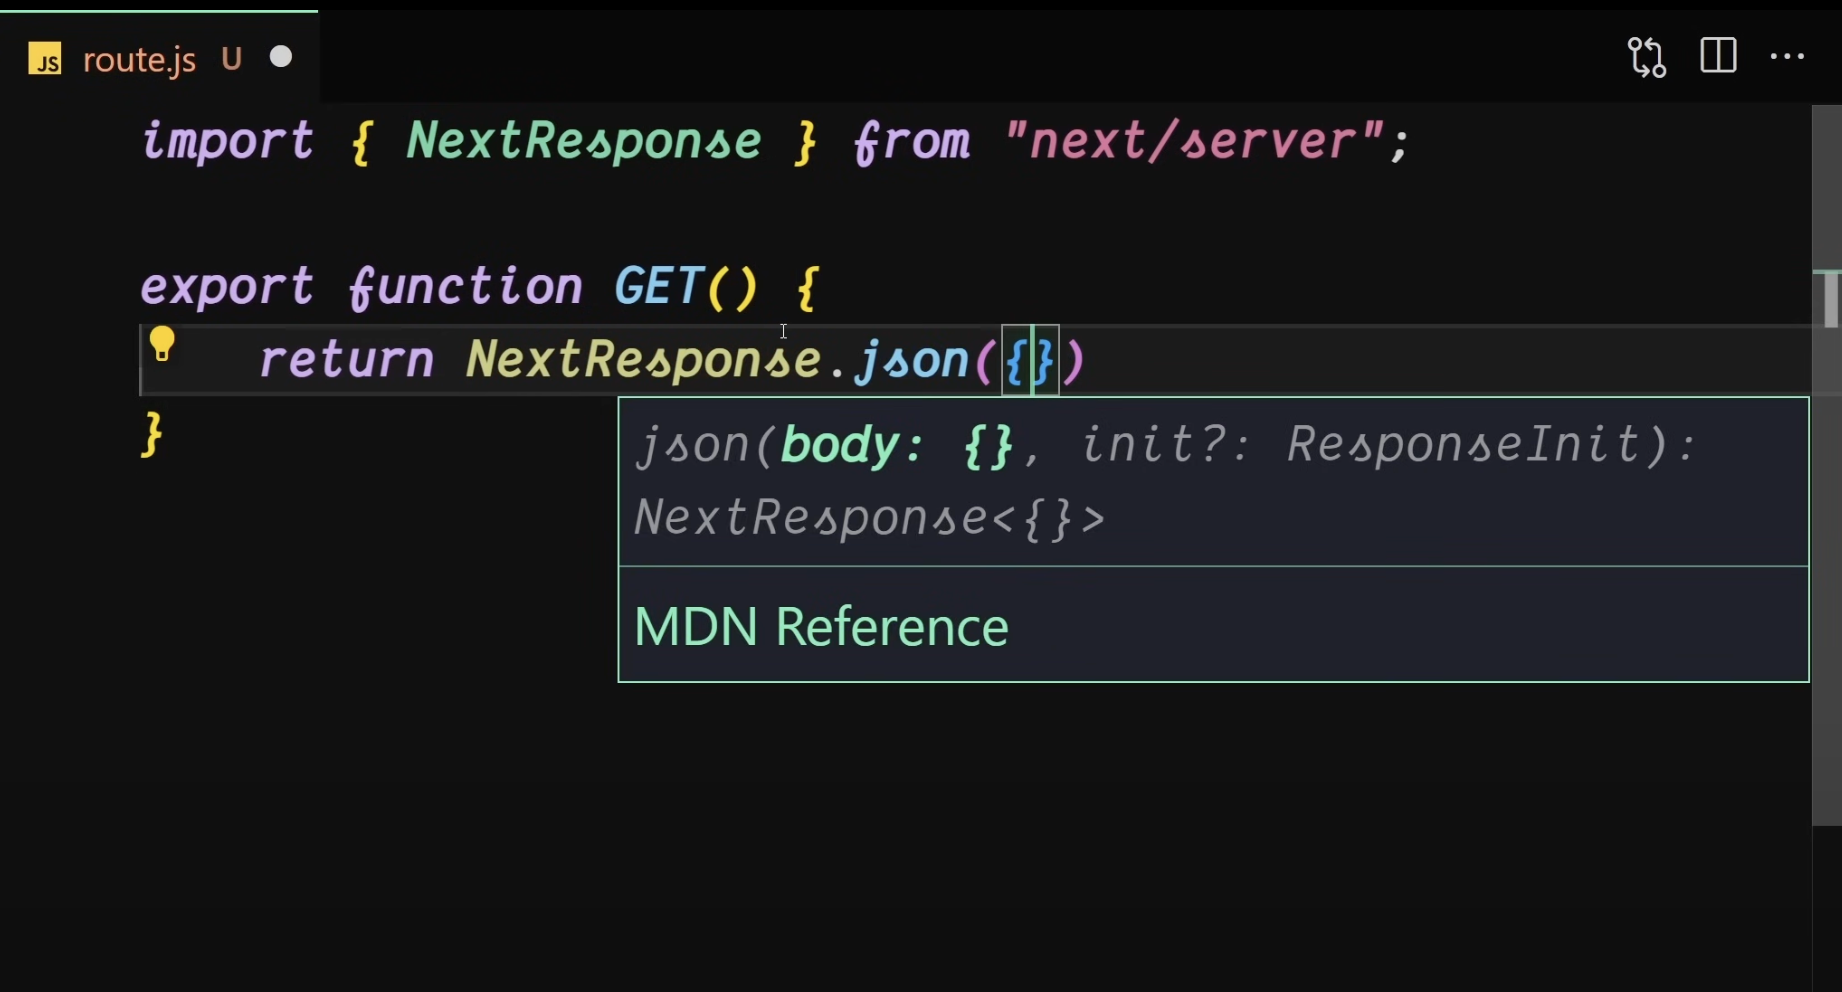 JS route.js U
import { NextResponse } from "next/server";
export function GET() {
return NextResponse.json({})
}
json(body: {}, init?: ResponseInit):
NextResponse<{}>
MDN Reference